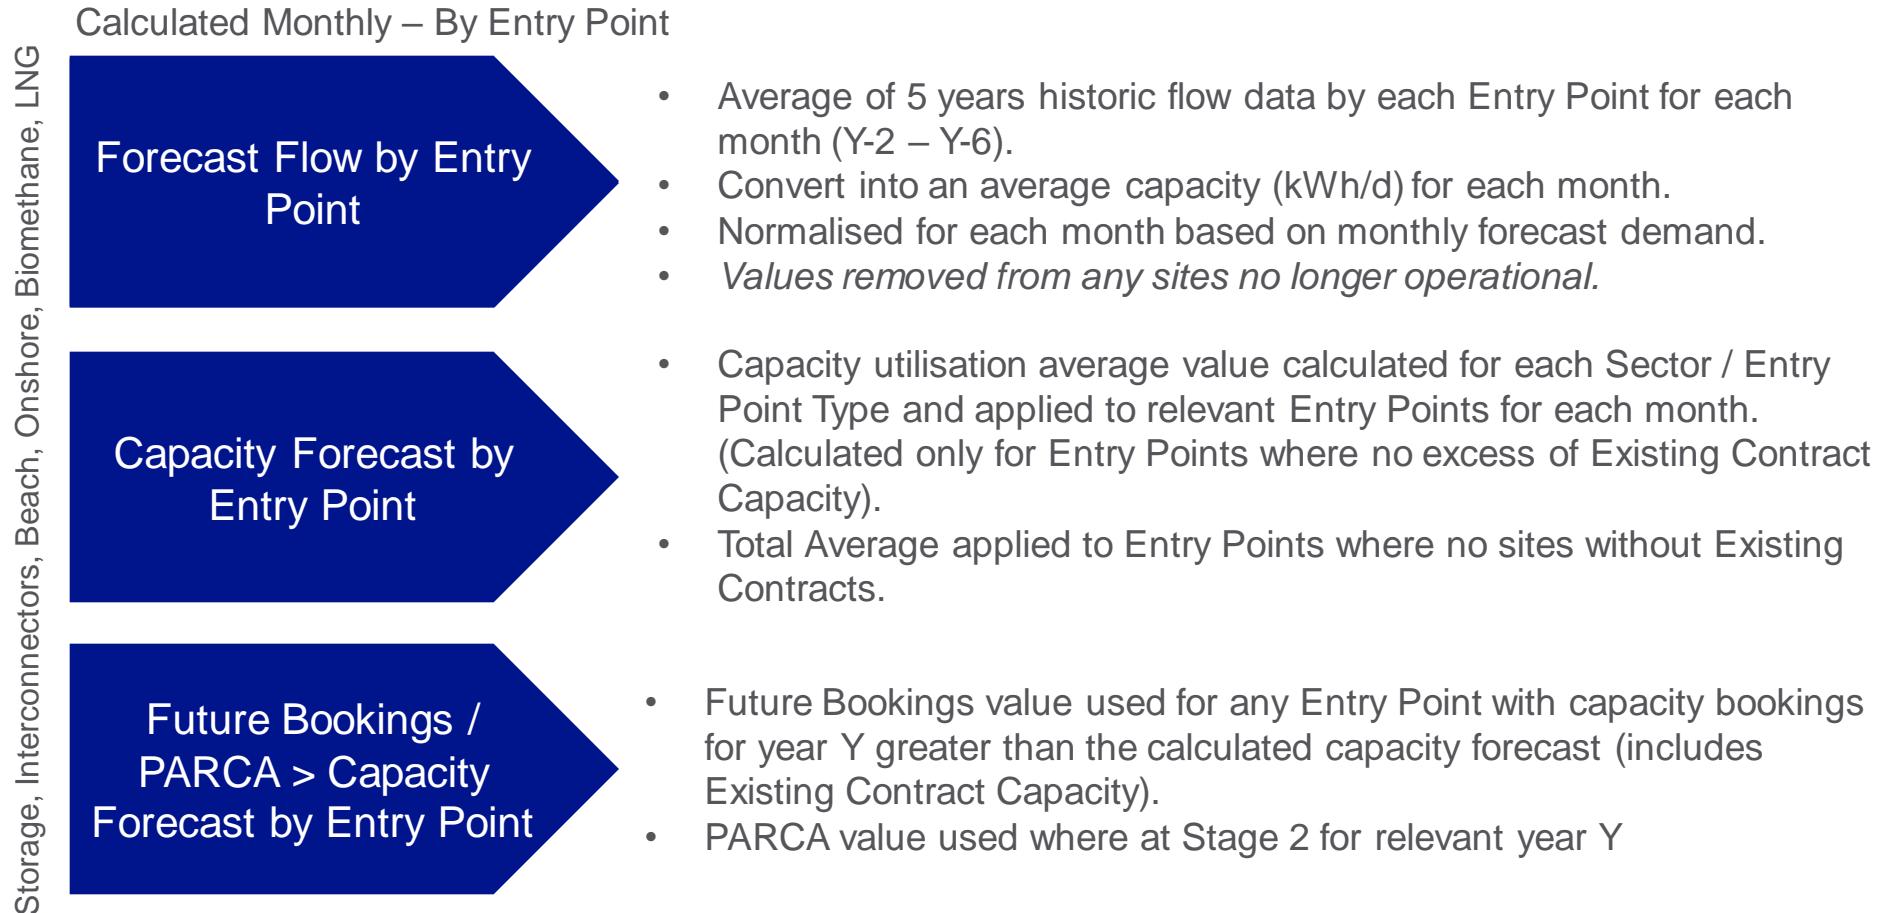 Calculated Monthly – By Entry Point
Storage, Interconnectors, Beach, Onshore, Biomethane, LNG
Forecast Flow by Entry
Point
• Average of 5 years historic flow data by each Entry Point for each
month (Y-2 – Y-6).
• Convert into an average capacity (kWh/d) for each month.
• Normalised for each month based on monthly forecast demand.
• Values removed from any sites no longer operational.
Capacity Forecast by
Entry Point
• Capacity utilisation average value calculated for each Sector / Entry
Point Type and applied to relevant Entry Points for each month.
(Calculated only for Entry Points where no excess of Existing Contract
Capacity).
• Total Average applied to Entry Points where no sites without Existing
Contracts.
Future Bookings /
PARCA > Capacity
Forecast by Entry Point
• Future Bookings value used for any Entry Point with capacity bookings
for year Y greater than the calculated capacity forecast (includes
Existing Contract Capacity).
• PARCA value used where at Stage 2 for relevant year Y